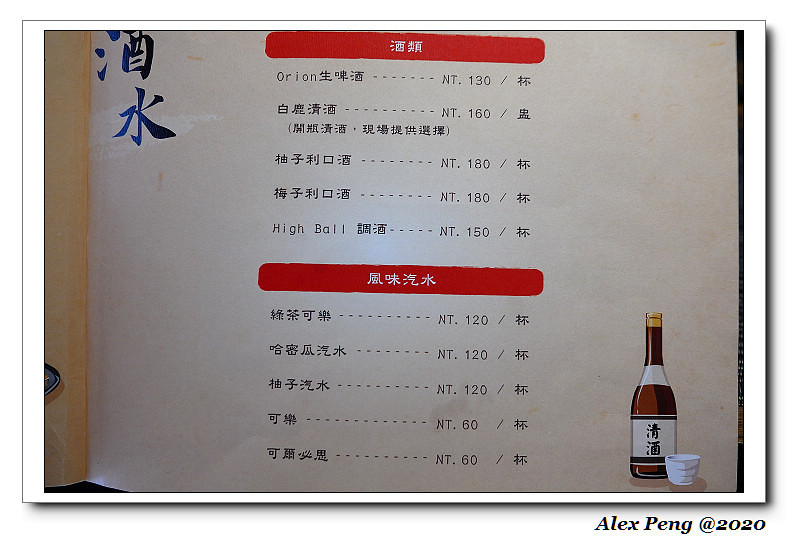 酒水
酒類
Orion生啤酒 ------- NT. 130 / 杯
白鹿清酒 ---------- NT. 160 / 盅
(開瓶清酒，現場提供選擇)
柚子利口酒 -------- NT. 180 / 杯
梅子利口酒 -------- NT. 180 / 杯
High Ball 調酒----- NT. 150 / 杯
風味汽水
綠茶可樂 ---------- NT. 120 / 杯
哈密瓜汽水 -------- NT. 120 / 杯
柚子汽水 ---------- NT. 120 / 杯
可樂 ------------- NT. 60 / 杯
可爾必思 ---------- NT. 60 / 杯
清酒
Alex Peng @2020